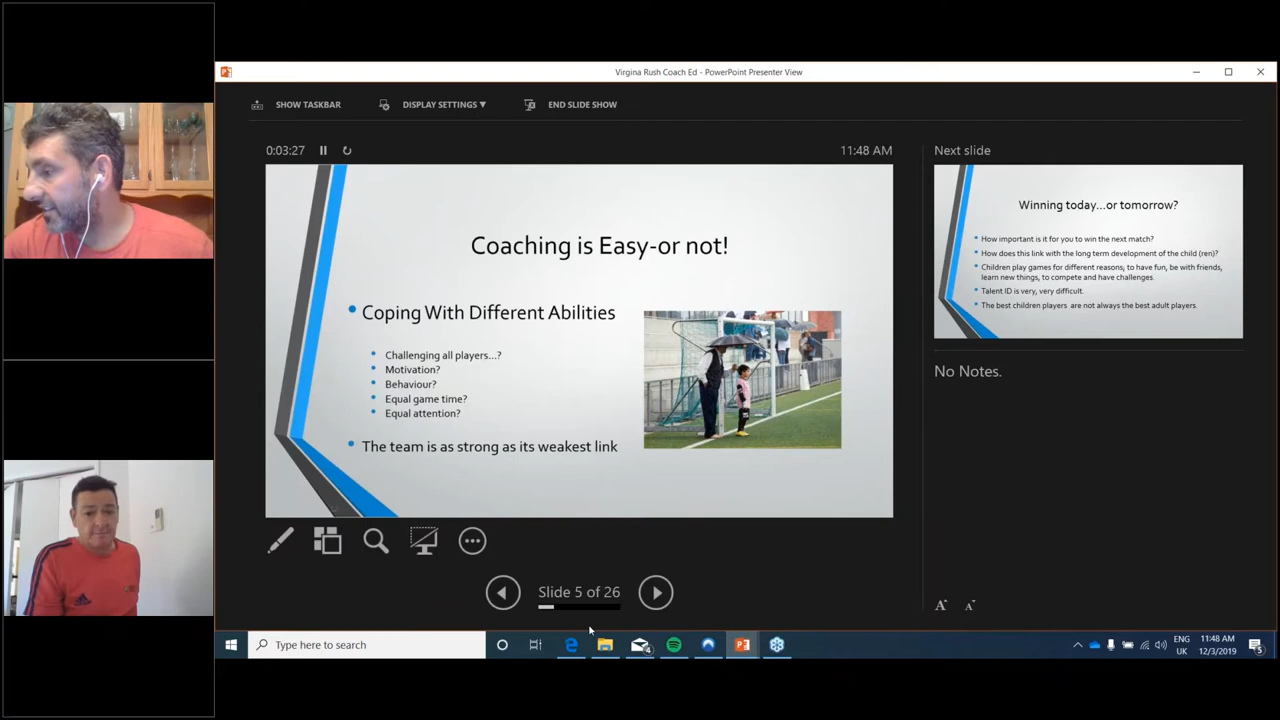 Virgina Rush Coach Ed - PowerPoint Presenter View
SHOW TASKBAR
DISPLAY SETTINGS ▼
END SLIDE SHOW
0:03:27
11:48 AM
Coaching is Easy-or not!
• Coping With Different Abilities
• Challenging all players...?
• Motivation?
• Behaviour?
• Equal game time?
• Equal attention?
• The team is as strong as its weakest link
Next slide
Winning today...or tomorrow?
• How important is it for you to win the next match?
• How does this link with the long term development of the child (ren)?
• Children play games for different reasons, to have fun, be with friends,
learn new things, to compete and have challenges.
• Talent ID is very, very difficult.
• The best children players are not always the best adult players.
No Notes.
Slide 5 of 26
A A
Type here to search
ENG
UK
11:48 AM
12/3/2019
5